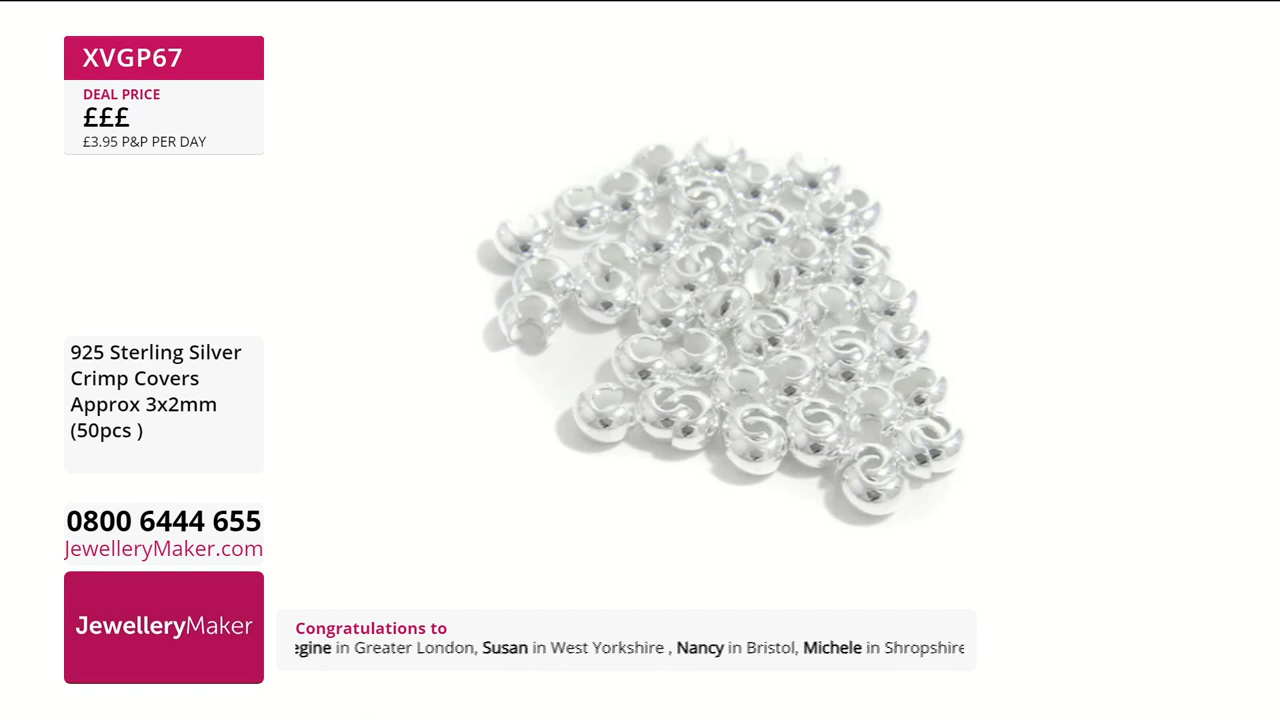 XVGP67
DEAL PRICE
£££
£3.95 P&P PER DAY
925 Sterling Silver
Crimp Covers
Approx 3x2mm
(50pcs )
0800 6444 655
JewelleryMaker.com
JewelleryMaker
Congratulations to
in Greater London, Susan in West Yorkshire , Nancy in Bristol, Michele in Shropshire